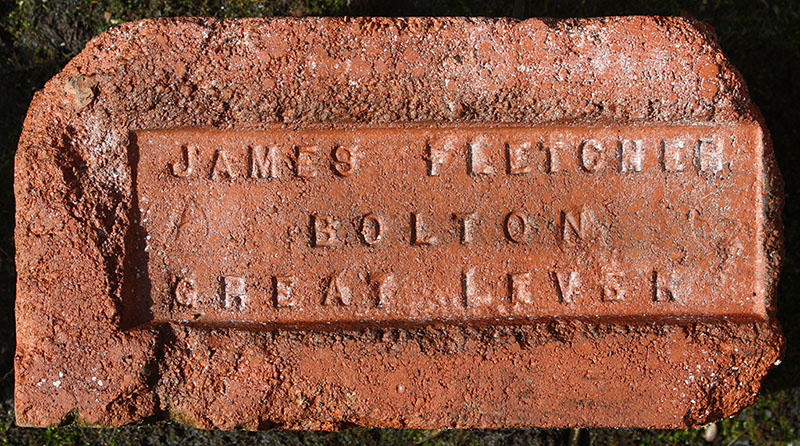 JAMES FLETCHER
BOLTON
GREAT LEVER